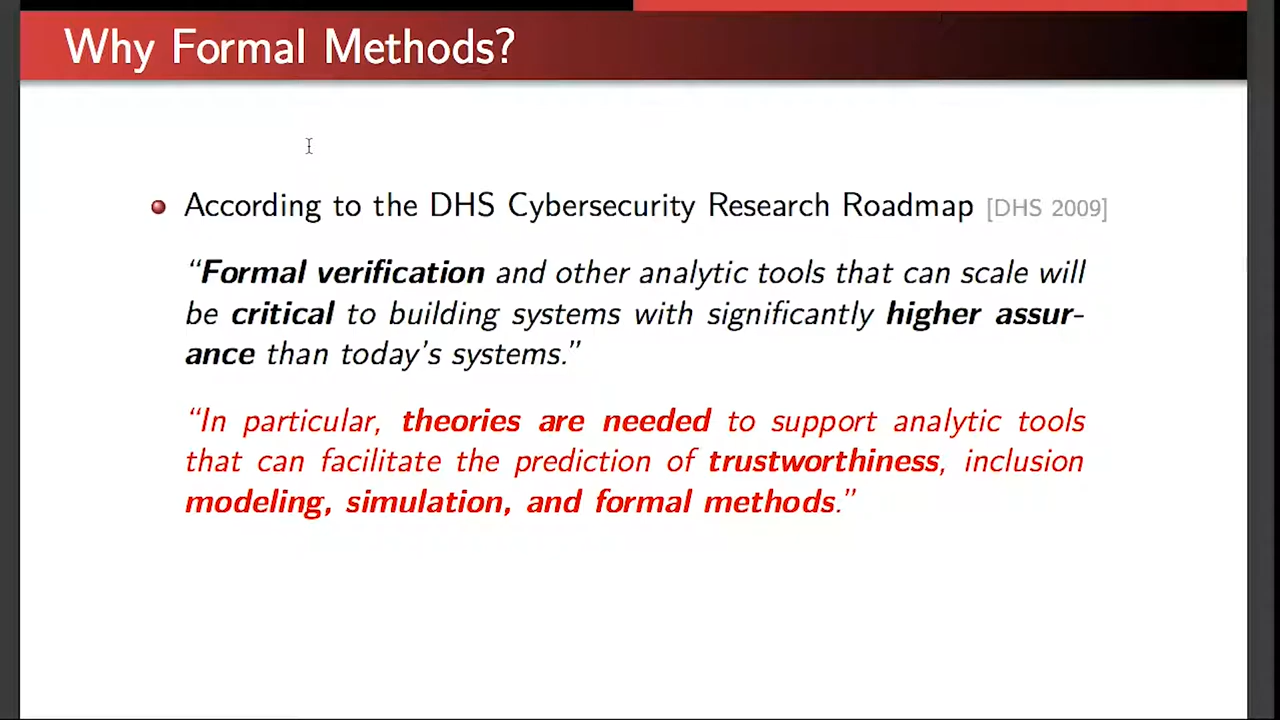 Why Formal Methods?
According to the DHS Cybersecurity Research Roadmap [DHS 2009]
“Formal verification and other analytic tools that can scale will
be critical to building systems with significantly higher assur-
ance than today's systems.”
“In particular, theories are needed to support analytic tools
that can facilitate the prediction of trustworthiness, inclusion
modeling, simulation, and formal methods.”